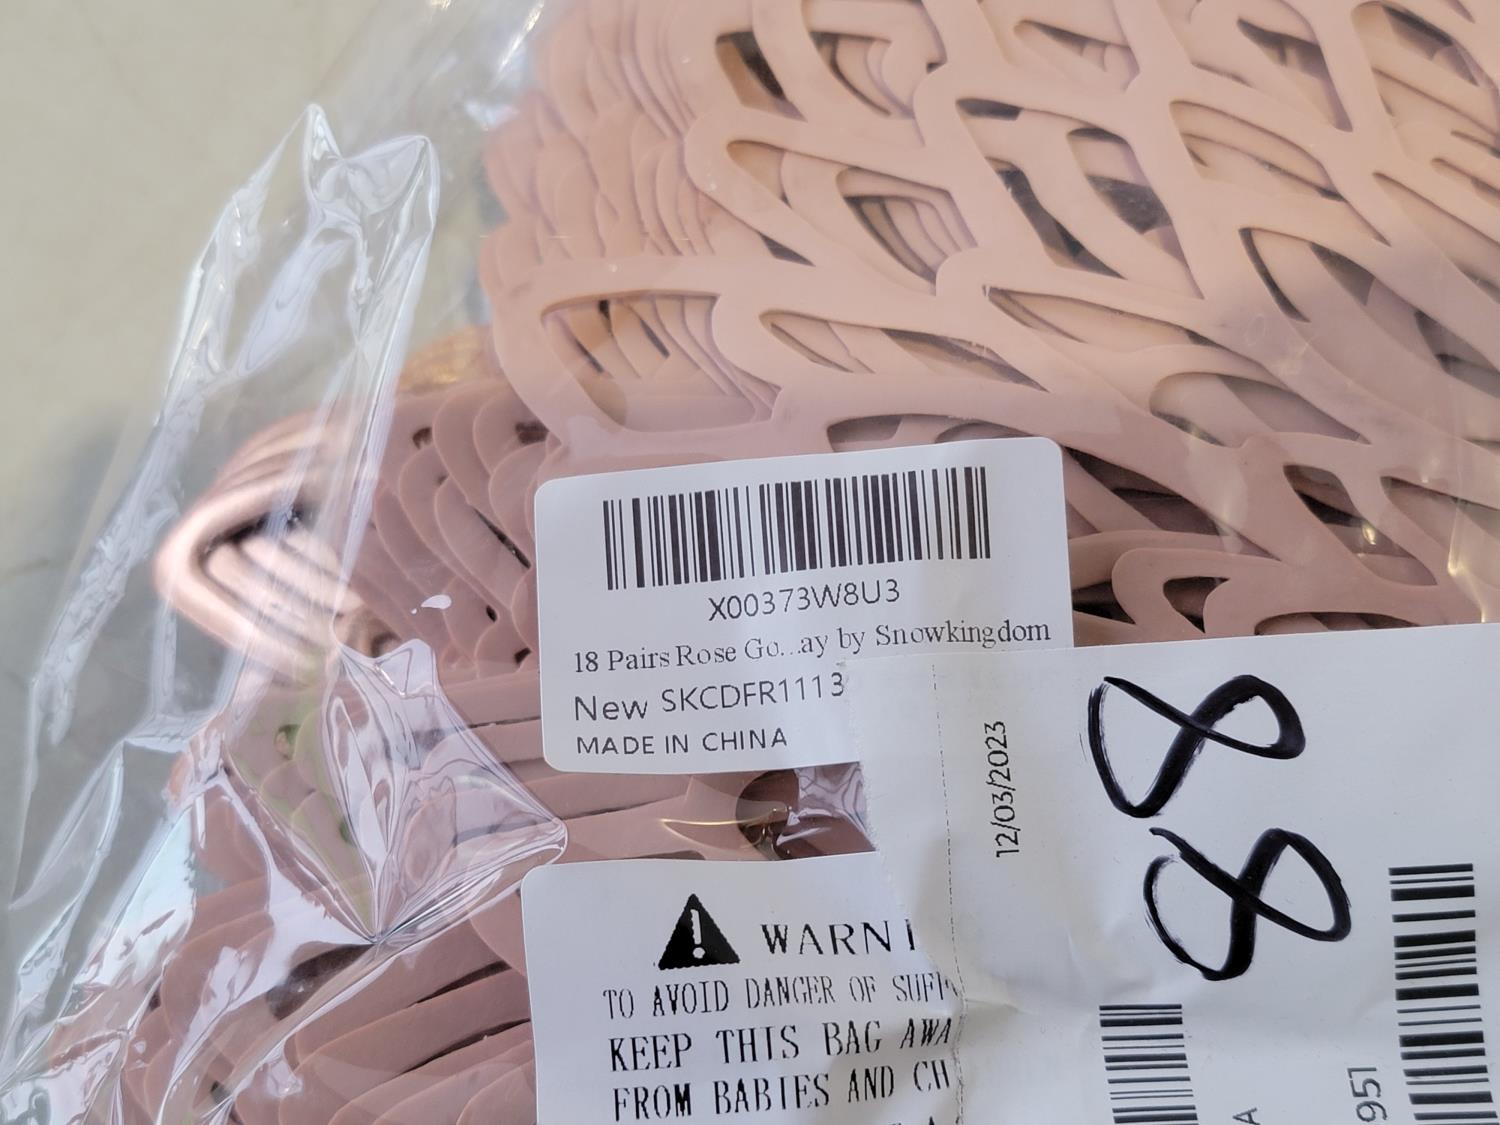 X00373W8U3
18 Pairs Rose Go...ay by Snowkingdom
New SKCDFR1113
MADE IN CHINA
12/03/2023
88
WARNI
TO AVOID DANGER OF SUFF
KEEP THIS BAG AWA
FROM BABIES AND CH
A
951